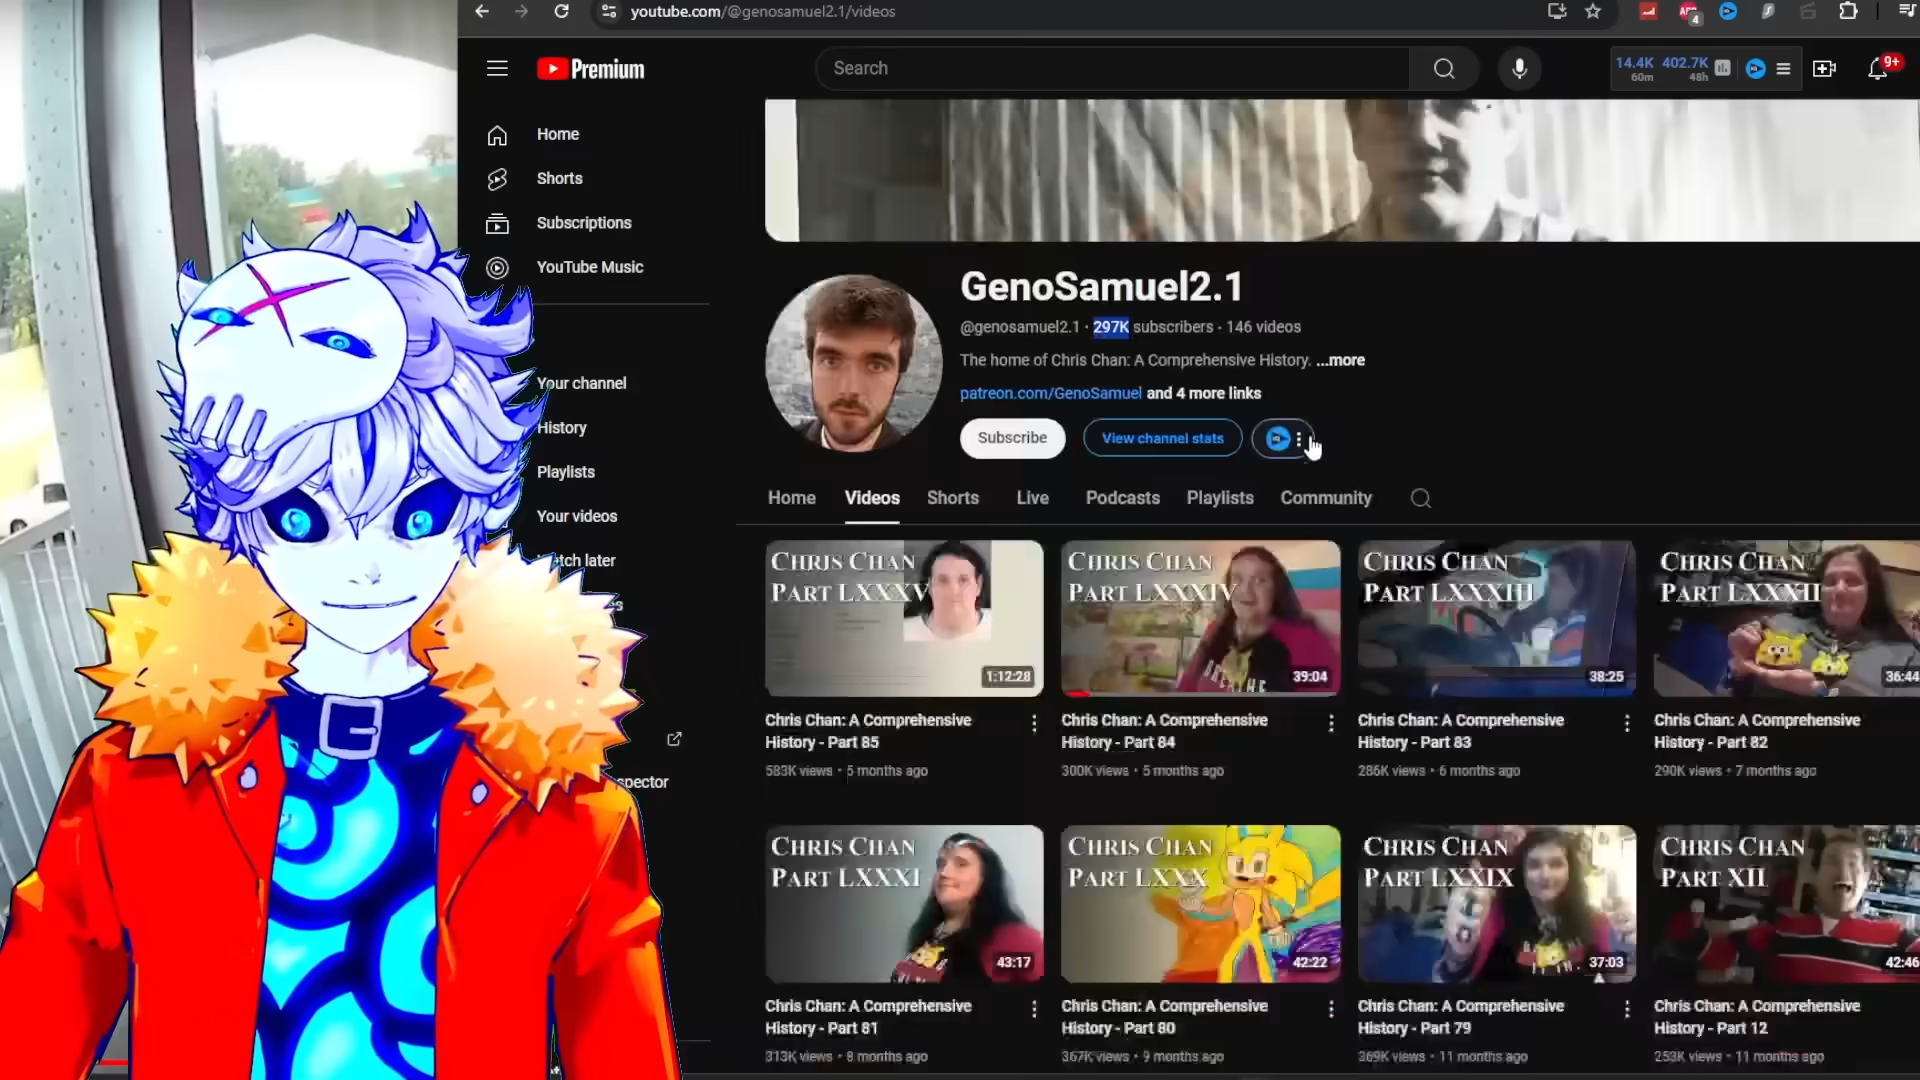 youtube.com/@genosamuel2.1/videos
4
Premium
Search
14.4K 402.7K
60m 48h
9+
Home
Shorts
Subscriptions
YouTube Music
GenoSamuel2.1
@genosamuel2.1 · 297K subscribers · 146 videos
The home of Chris Chan: A Comprehensive History. ...more
patreon.com/GenoSamuel and 4 more links
Subscribe
View channel stats
Your channel
History
Playlists
Your videos
tch later
spector
Home Videos Shorts Live Podcasts Playlists Community
CHRIS CHAN
PART LXXXV
1:12:28
Chris Chan: A Comprehensive
History - Part 85
583K views • 5 months ago
CHRIS CHAN
PART LXXXIV
39:04
Chris Chan: A Comprehensive
History - Part 84
300K views • 5 months ago
CHRIS CHAN
PART LXXXIII
38:25
Chris Chan: A Comprehensive
History - Part 83
286K views • 6 months ago
CHRIS CHAN
PART LXXXII
36:44
Chris Chan: A Comprehensive
History - Part 82
290K views • 7 months ago
CHRIS CHAN
PART LXXXI
43:17
Chris Chan: A Comprehensive
History - Part 81
313K views • 8 months ago
CHRIS CHAN
PART LXXX
42:22
Chris Chan: A Comprehensive
History - Part 80
367K views • 9 months ago
CHRIS CHAN
PART LXXIX
37:03
Chris Chan: A Comprehensive
History - Part 79
369K views • 11 months ago
CHRIS CHAN
PART XII
42:46
Chris Chan: A Comprehensive
History - Part 12
253K views • 11 months ago